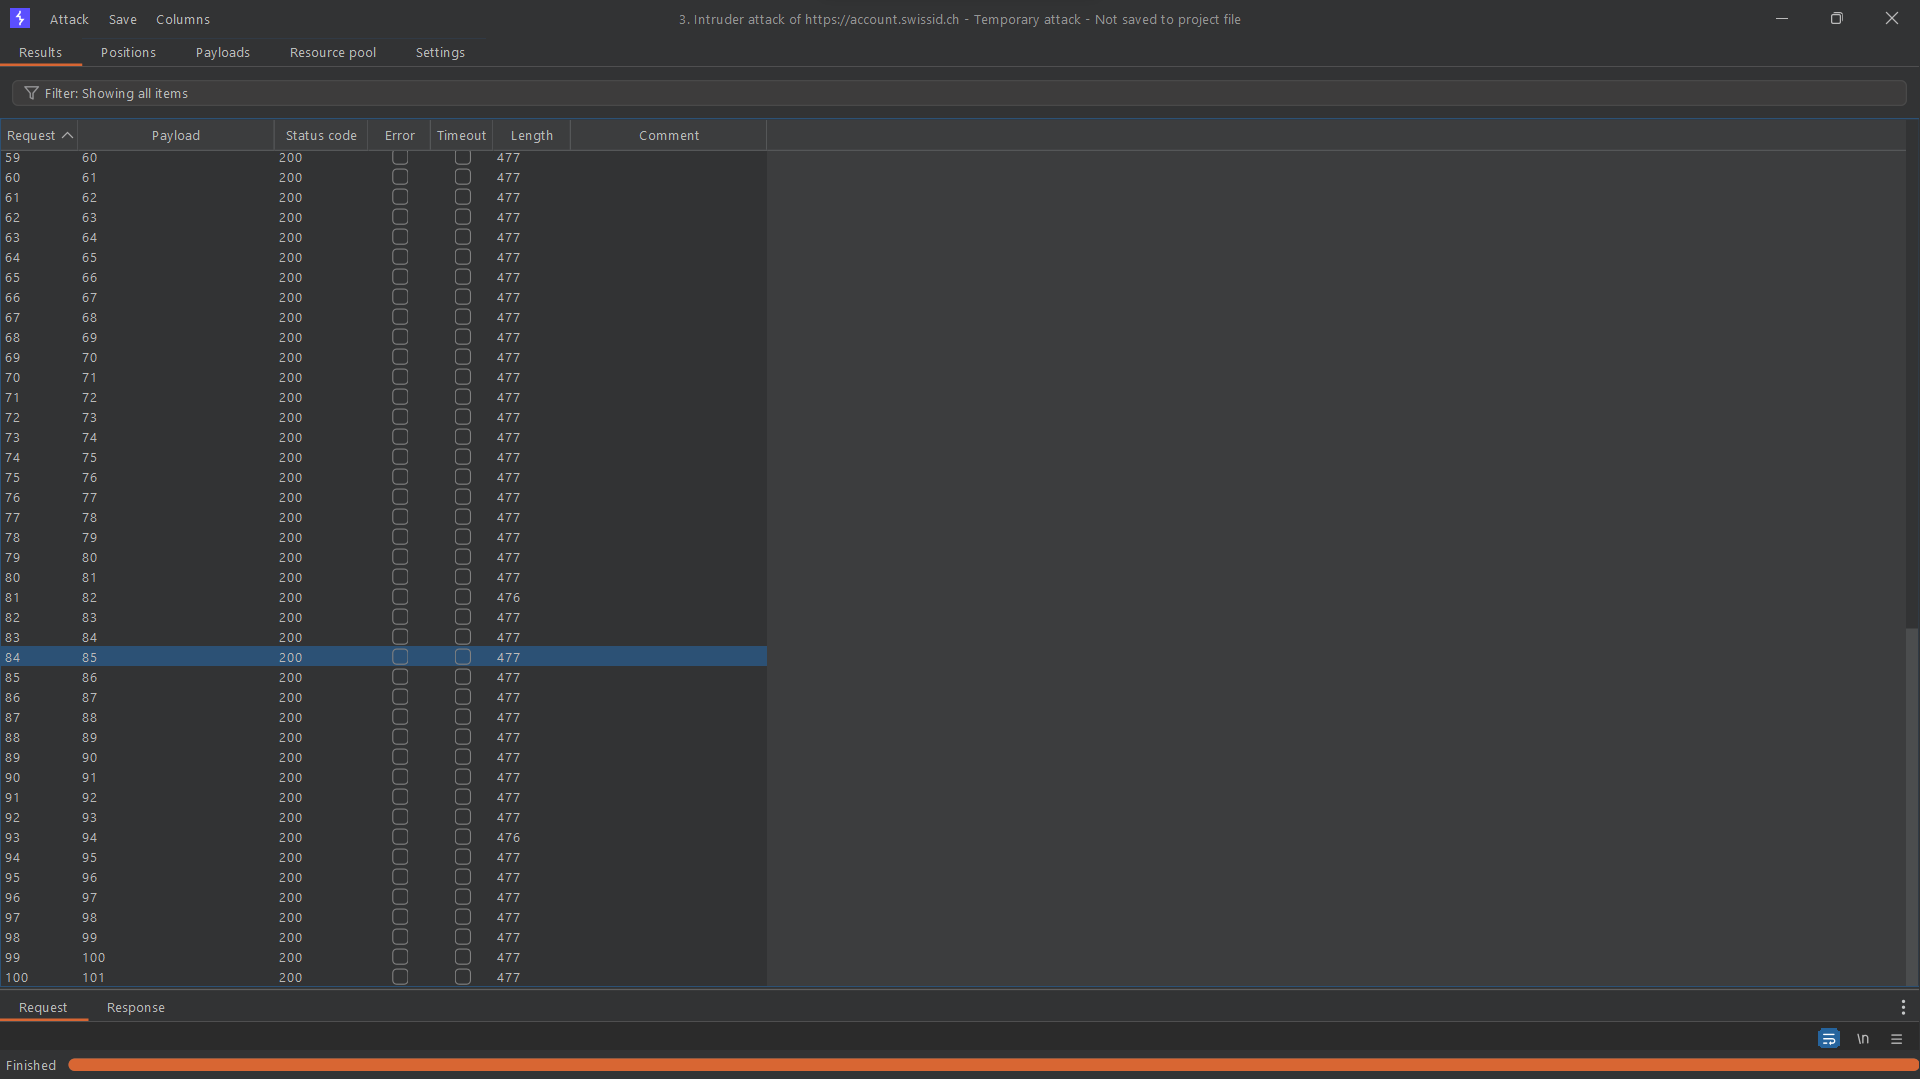 Attack Save Columns 3. Intruder attack of https://account.swissid.ch - Temporary attack - Not saved to project file
Results Positions Payloads Resource pool Settings
Filter: Showing all items
Request Payload Status code Error Timeout Length Comment
59 60 200 477
60 61 200 477
61 62 200 477
62 63 200 477
63 64 200 477
64 65 200 477
65 66 200 477
66 67 200 477
67 68 200 477
68 69 200 477
69 70 200 477
70 71 200 477
71 72 200 477
72 73 200 477
73 74 200 477
74 75 200 477
75 76 200 477
76 77 200 477
77 78 200 477
78 79 200 477
79 80 200 477
80 81 200 477
81 82 200 476
82 83 200 477
83 84 200 477
84 85 200 477
85 86 200 477
86 87 200 477
87 88 200 477
88 89 200 477
89 90 200 477
90 91 200 477
91 92 200 477
92 93 200 477
93 94 200 476
94 95 200 477
95 96 200 477
96 97 200 477
97 98 200 477
98 99 200 477
99 100 200 477
100 101 200 477
Request Response
\n
Finished